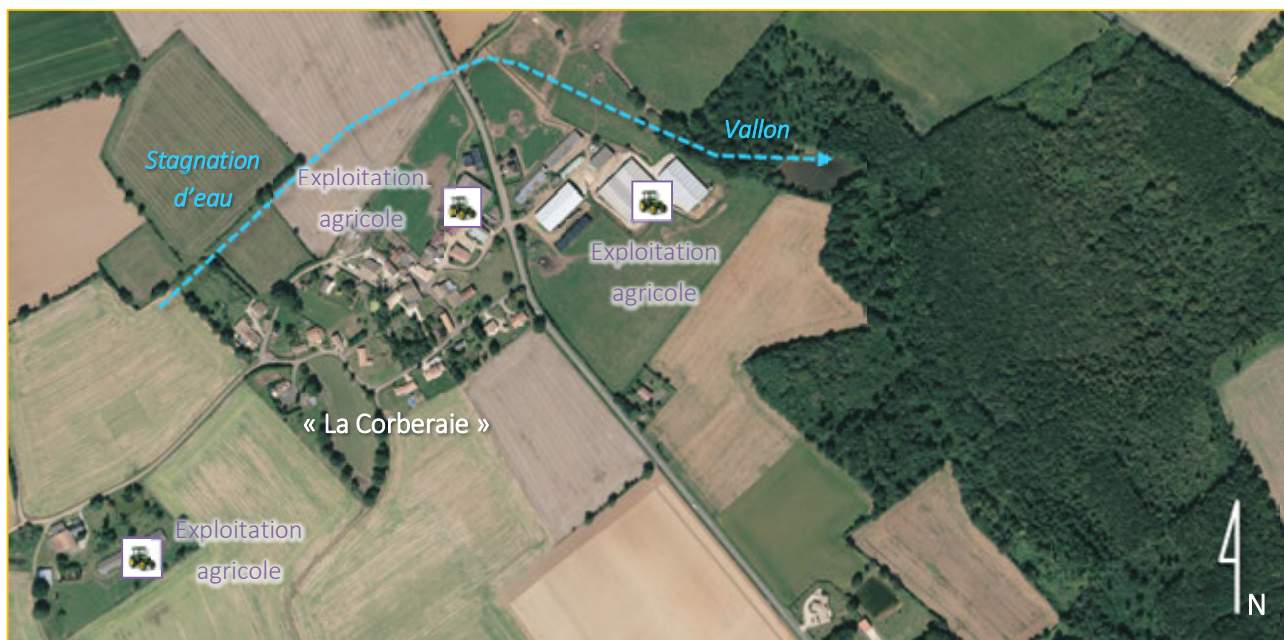 Vallon
Stagnation
d'eau
Exploitation
agricole
Exploitation
agricole
« La Corberaie »
Exploitation
agricole
N